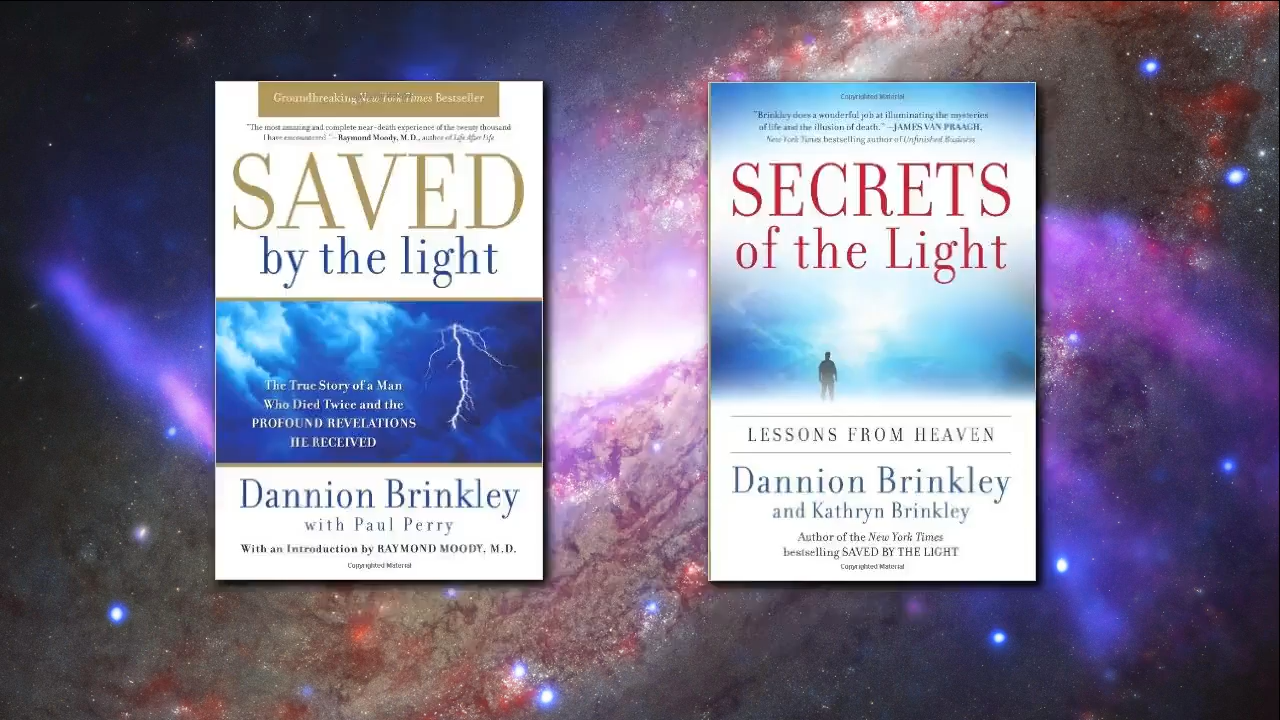 Groundbreaking New York Times Bestseller
"The most amazing and complete near-death experience of the twenty thousand
I have encountered." –Raymond Moody, M.D., author of Life After Life
SAVED
by the light
The True Story of a Man
Who Died Twice and the
PROFOUND REVELATIONS
HE RECEIVED
Dannion Brinkley
with Paul Perry
With an Introduction by RAYMOND MOODY, M.D.
Copyrighted Material
Copyrighted Material
"Brinkley does a wonderful job at illuminating the mysteries
of life and the illusion of death." —JAMES VAN PRAAGH,
New York Times bestselling author of Unfinished Business
SECRETS
of the Light
LESSONS FROM HEAVEN
Dannion Brinkley
and Kathryn Brinkley
Author of the New York Times
bestselling SAVED BY THE LIGHT
Copyrighted Material